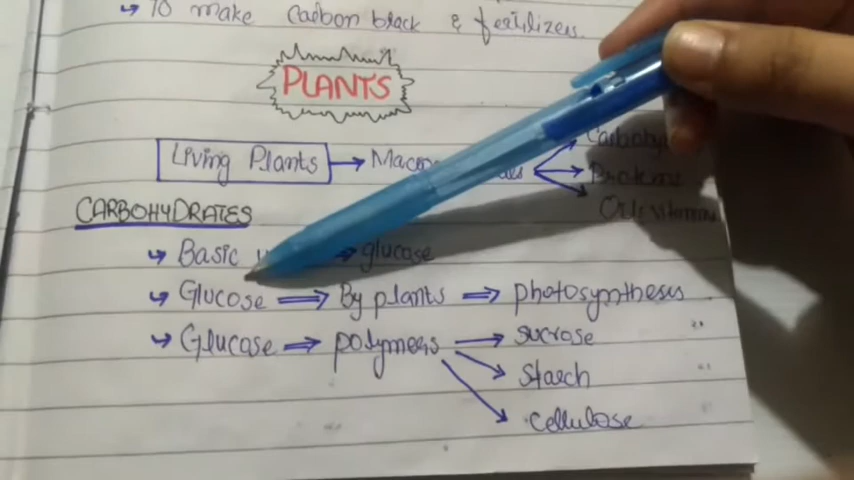 ↳ To make Carbon black & fertilizers.
PLANTS
Living Plants → Proteins
CARBOHYDRATES
↳ Basic → glucose
↳ Glucose ⇒ By plants ⇒ photosynthesis
↳ Glucose ⇒ polymers → sucrose
→ starch
→ cellulose